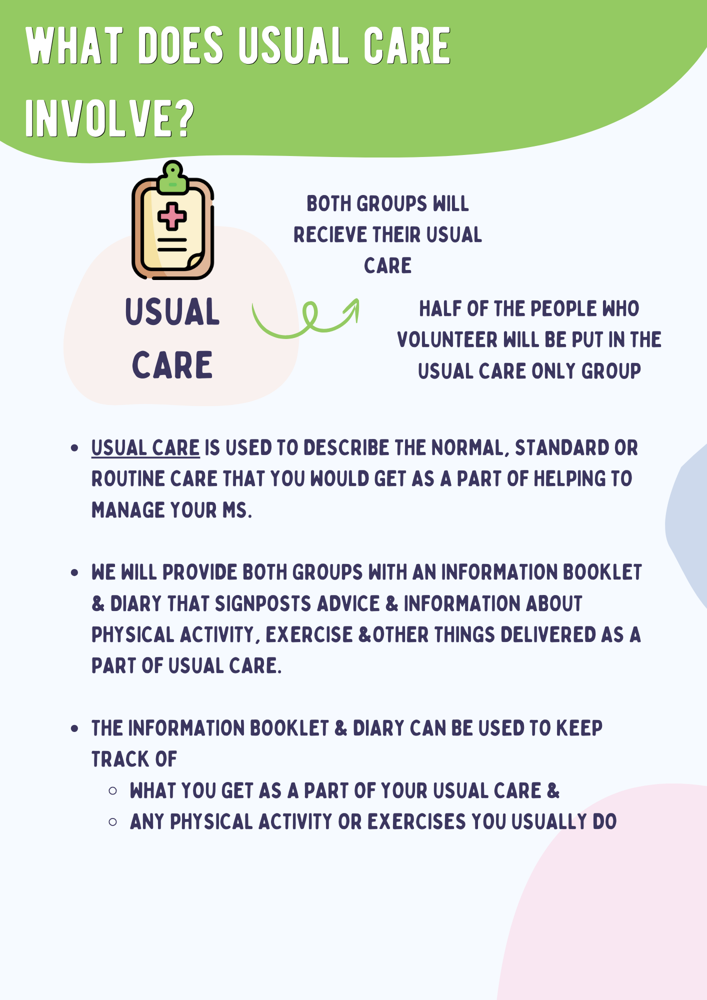 WHAT DOES USUAL CARE
INVOLVE?
BOTH GROUPS WILL
RECIEVE THEIR USUAL
CARE
USUAL
CARE
HALF OF THE PEOPLE WHO
VOLUNTEER WILL BE PUT IN THE
USUAL CARE ONLY GROUP
• USUAL CARE IS USED TO DESCRIBE THE NORMAL, STANDARD OR
ROUTINE CARE THAT YOU WOULD GET AS A PART OF HELPING TO
MANAGE YOUR MS.
• WE WILL PROVIDE BOTH GROUPS WITH AN INFORMATION BOOKLET
& DIARY THAT SIGNPOSTS ADVICE & INFORMATION ABOUT
PHYSICAL ACTIVITY, EXERCISE &OTHER THINGS DELIVERED AS A
PART OF USUAL CARE.
• THE INFORMATION BOOKLET & DIARY CAN BE USED TO KEEP
TRACK OF
◦ WHAT YOU GET AS A PART OF YOUR USUAL CARE &
◦ ANY PHYSICAL ACTIVITY OR EXERCISES YOU USUALLY DO